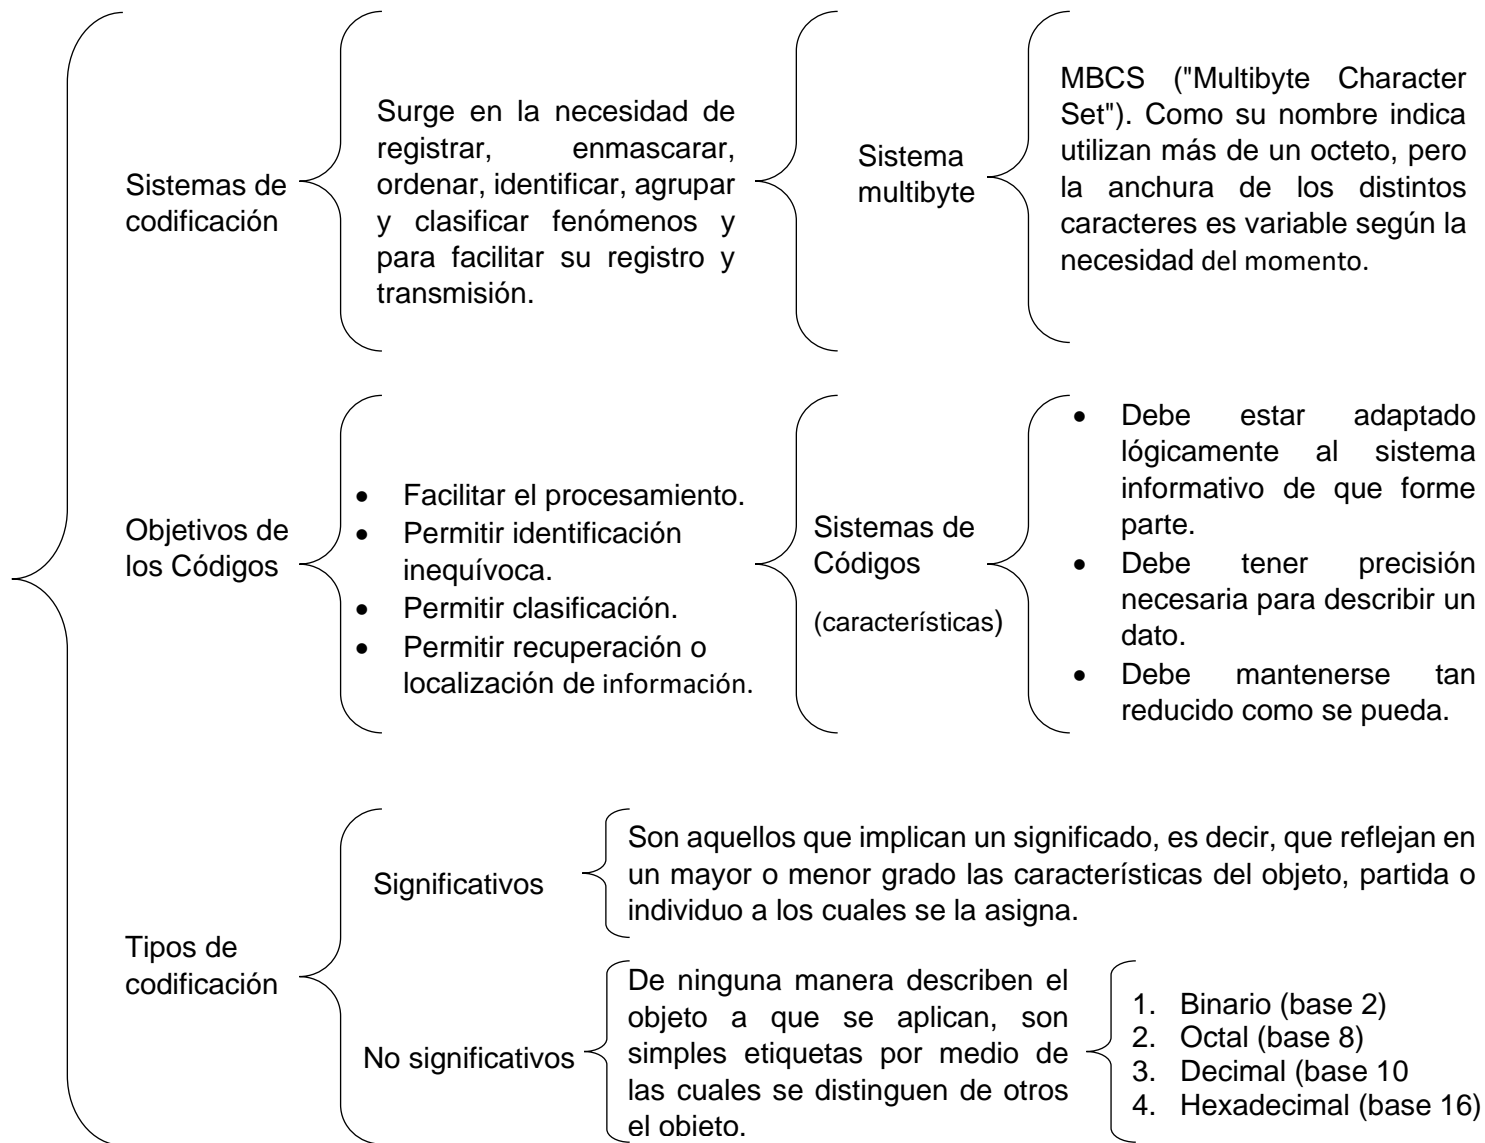 Sistemas de
codificación
Surge en la necesidad de
registrar, enmascarar,
ordenar, identificar, agrupar
y clasificar fenómenos y
para facilitar su registro y
transmisión.
Sistema
multibyte
MBCS ("Multibyte Character
Set"). Como su nombre indica
utilizan más de un octeto, pero
la anchura de los distintos
caracteres es variable según la
necesidad del momento.
Objetivos de
los Códigos
• Facilitar el procesamiento.
• Permitir identificación
inequívoca.
• Permitir clasificación.
• Permitir recuperación o
localización de información.
Sistemas de
Códigos
(características)
• Debe estar adaptado
lógicamente al sistema
informativo de que forme
parte.
• Debe tener precisión
necesaria para describir un
dato.
• Debe mantenerse tan
reducido como se pueda.
Tipos de
codificación
Significativos
Son aquellos que implican un significado, es decir, que reflejan en
un mayor o menor grado las características del objeto, partida o
individuo a los cuales se la asigna.
No significativos
De ninguna manera describen el
objeto a que se aplican, son
simples etiquetas por medio de
las cuales se distinguen de otros
el objeto.
1. Binario (base 2)
2. Octal (base 8)
3. Decimal (base 10
4. Hexadecimal (base 16)